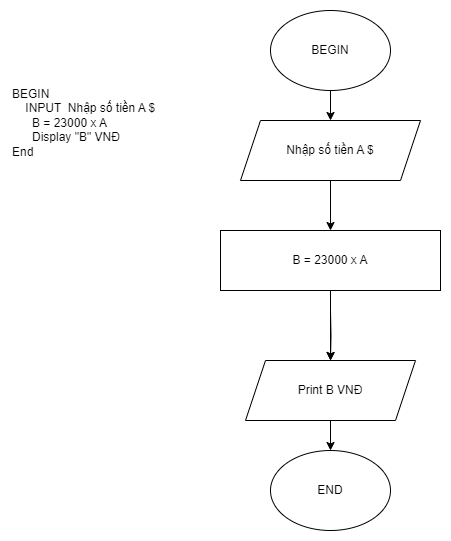 BEGIN
INPUT Nhập số tiền A $
B = 23000 x A
Display "B" VNĐ
End
BEGIN
Nhập số tiền A $
B = 23000 x A
Print B VNĐ
END